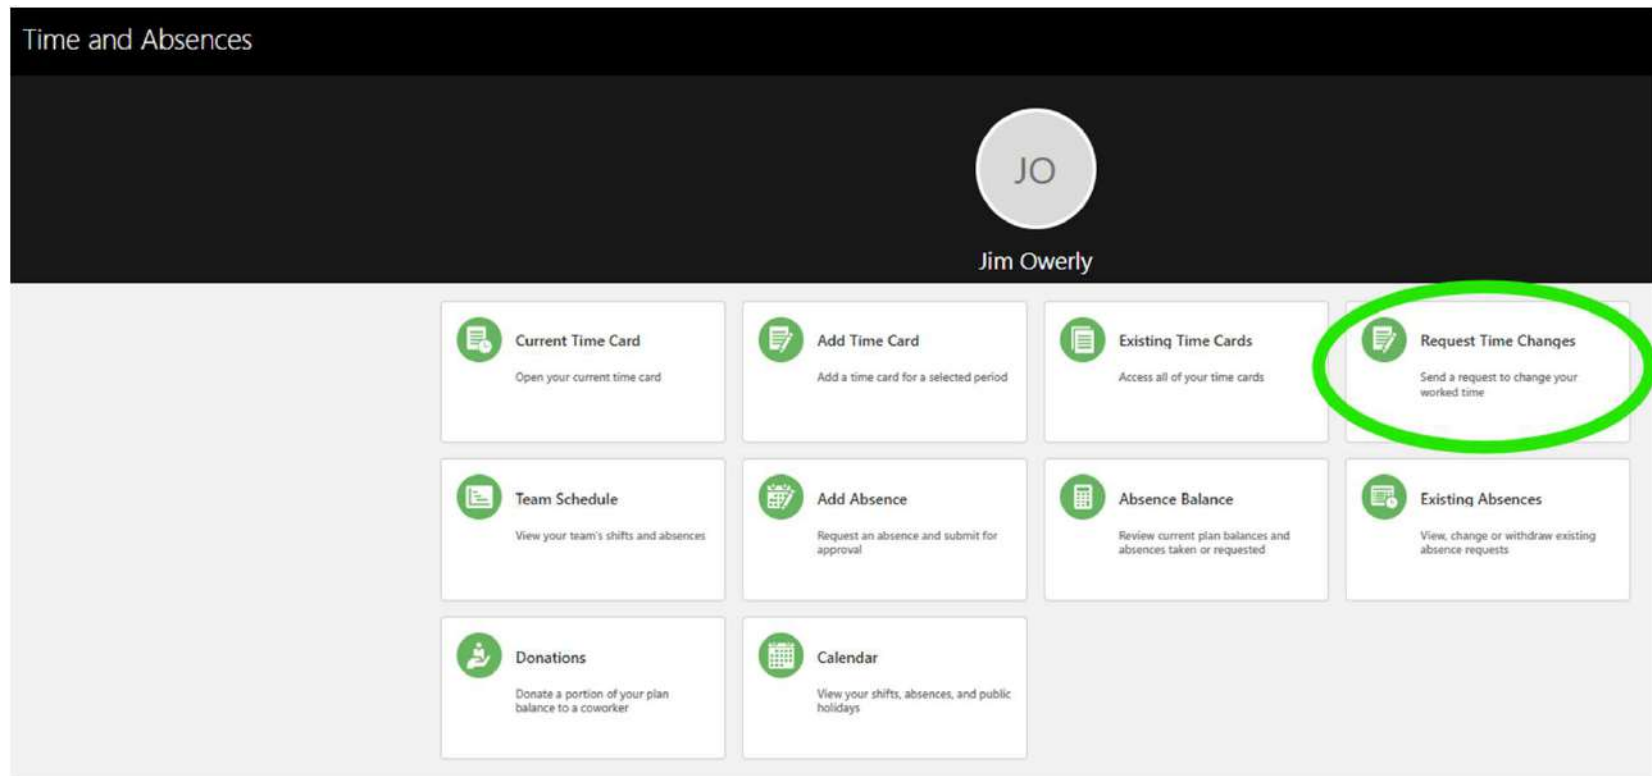 Time and Absences
JO
Jim Owerly
Current Time Card
Open your current time card
Add Time Card
Add a time card for a selected period
Existing Time Cards
Access all of your time cards
Request Time Changes
Send a request to change your
worked time
Team Schedule
View your team's shifts and absences
Add Absence
Request an absence and submit for
approval
Absence Balance
Review current plan balances and
absences taken or requested
Existing Absences
View, change or withdraw existing
absence requests
Donations
Donate a portion of your plan
balance to a coworker
Calendar
View your shifts, absences, and public
holidays